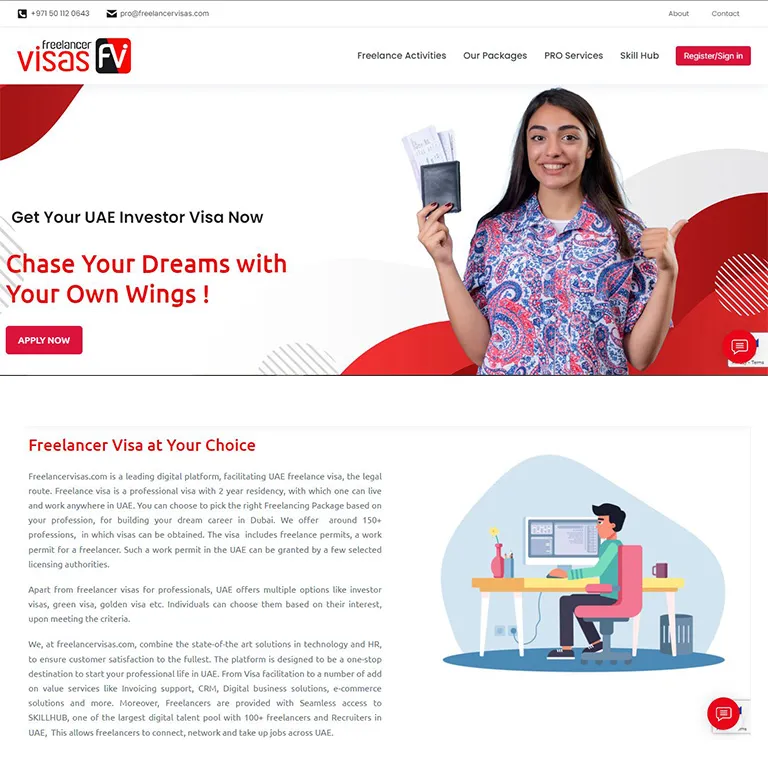 +971 50 112 0643
pro@freelancervisas.com
About
Contact
freelancer
visas FVi
Freelance Activities
Our Packages
PRO Services
Skill Hub
Register/Sign in
Get Your UAE Investor Visa Now
Chase Your Dreams with
Your Own Wings !
APPLY NOW
- Terms
Freelancer Visa at Your Choice
Freelancervisas.com is a leading digital platform, facilitating UAE freelance visa, the legal
route. Freelance visa is a professional visa with 2 year residency, with which one can live
and work anywhere in UAE. You can choose to pick the right Freelancing Package based on
your profession, for building your dream career in Dubai. We offer around 150+
professions, in which visas can be obtained. The visa includes freelance permits, a work
permit for a freelancer. Such a work permit in the UAE can be granted by a few selected
licensing authorities.
Apart from freelancer visas for professionals, UAE offers multiple options like investor
visas, green visa, golden visa etc. Individuals can choose them based on their interest,
upon meeting the criteria.
We, at freelancervisas.com, combine the state-of-the art solutions in technology and HR,
to ensure customer satisfaction to the fullest. The platform is designed to be a one-stop
destination to start your professional life in UAE. From Visa facilitation to a number of add
on value services like Invoicing support, CRM, Digital business solutions, e-commerce
solutions and more. Moreover, Freelancers are provided with Seamless access to
SKILLHUB, one of the largest digital talent pool with 100+ freelancers and Recruiters in
UAE, This allows freelancers to connect, network and take up jobs across UAE.